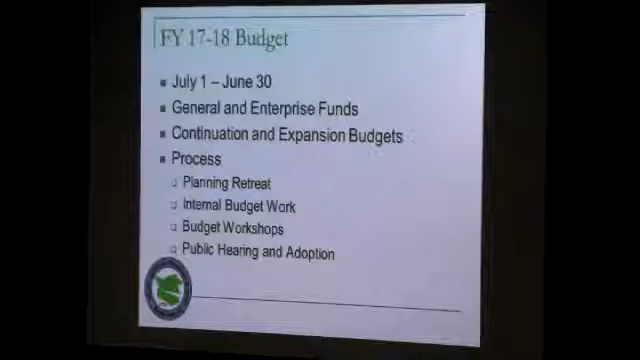 FY 17-18 Budget
July 1 – June 30
General and Enterprise Funds
Continuation and Expansion Budgets
Process
Planning Retreat
Internal Budget Work
Budget Workshops
Public Hearing and Adoption